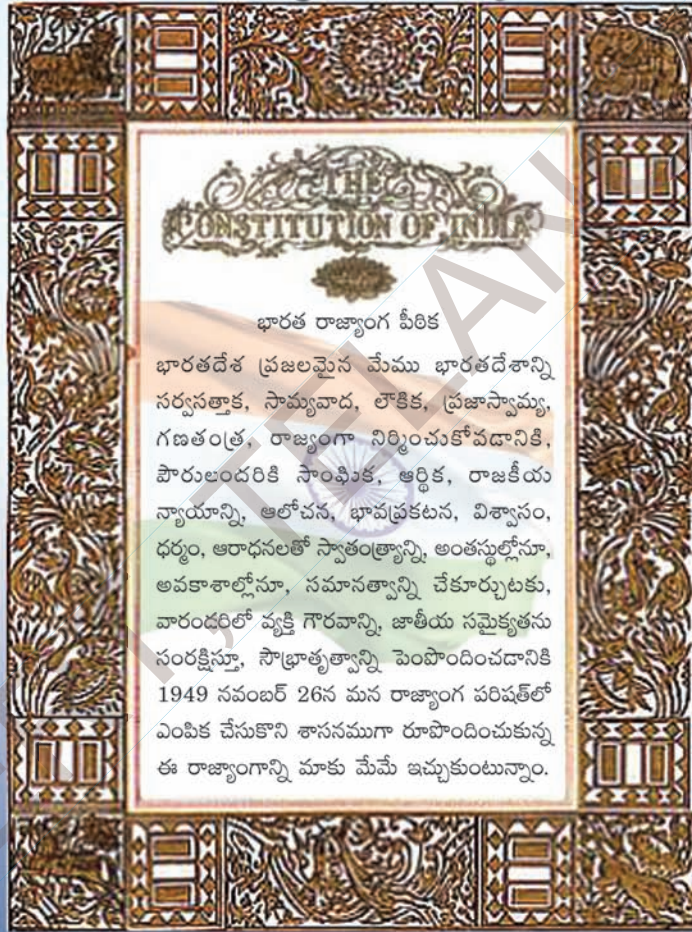 THE
CONSTITUTION OF INDIA
భారత రాజ్యాంగ పీఠిక
భారతదేశ ప్రజలమైన మేము భారతదేశాన్ని
సర్వసత్తాక, సామ్యవాద, లౌకిక, ప్రజాస్వామ్య,
గణతంత్ర, రాజ్యంగా నిర్మించుకోవడానికి,
పౌరులందరికి సాంఘిక, ఆర్థిక, రాజకీయ
న్యాయాన్ని, ఆలోచన, భావప్రకటన, విశ్వాసం,
ధర్మం, ఆరాధనలతో స్వాతంత్ర్యాన్ని, అంతస్థుల్లోనూ,
అవకాశాల్లోనూ, సమానత్వాన్ని చేకూర్చుటకు,
వారందరిలో వ్యక్తి గౌరవాన్ని, జాతీయ సమైక్యతను
సంరక్షిస్తూ, సౌభ్రాతృత్వాన్ని పెంపొందించడానికి
1949 నవంబర్ 26న మన రాజ్యాంగ పరిషత్‌లో
ఎంపిక చేసుకొని శాసనముగా రూపొందించుకున్న
ఈ రాజ్యాంగాన్ని మాకు మేమే ఇచ్చుకుంటున్నాం.